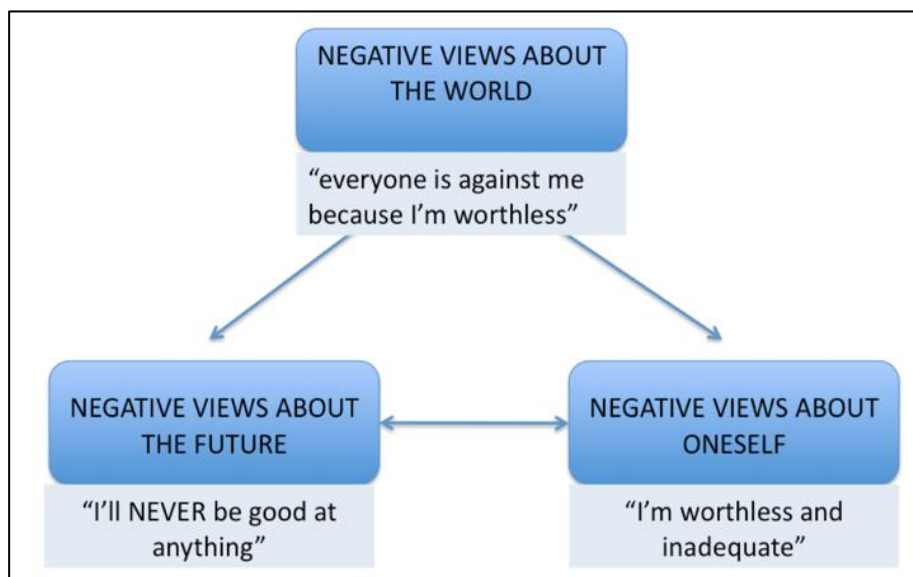 NEGATIVE VIEWS ABOUT
THE WORLD
“everyone is against me
because I’m worthless”
NEGATIVE VIEWS ABOUT
THE FUTURE
“I’ll NEVER be good at
anything”
NEGATIVE VIEWS ABOUT
ONESELF
“I’m worthless and
inadequate”